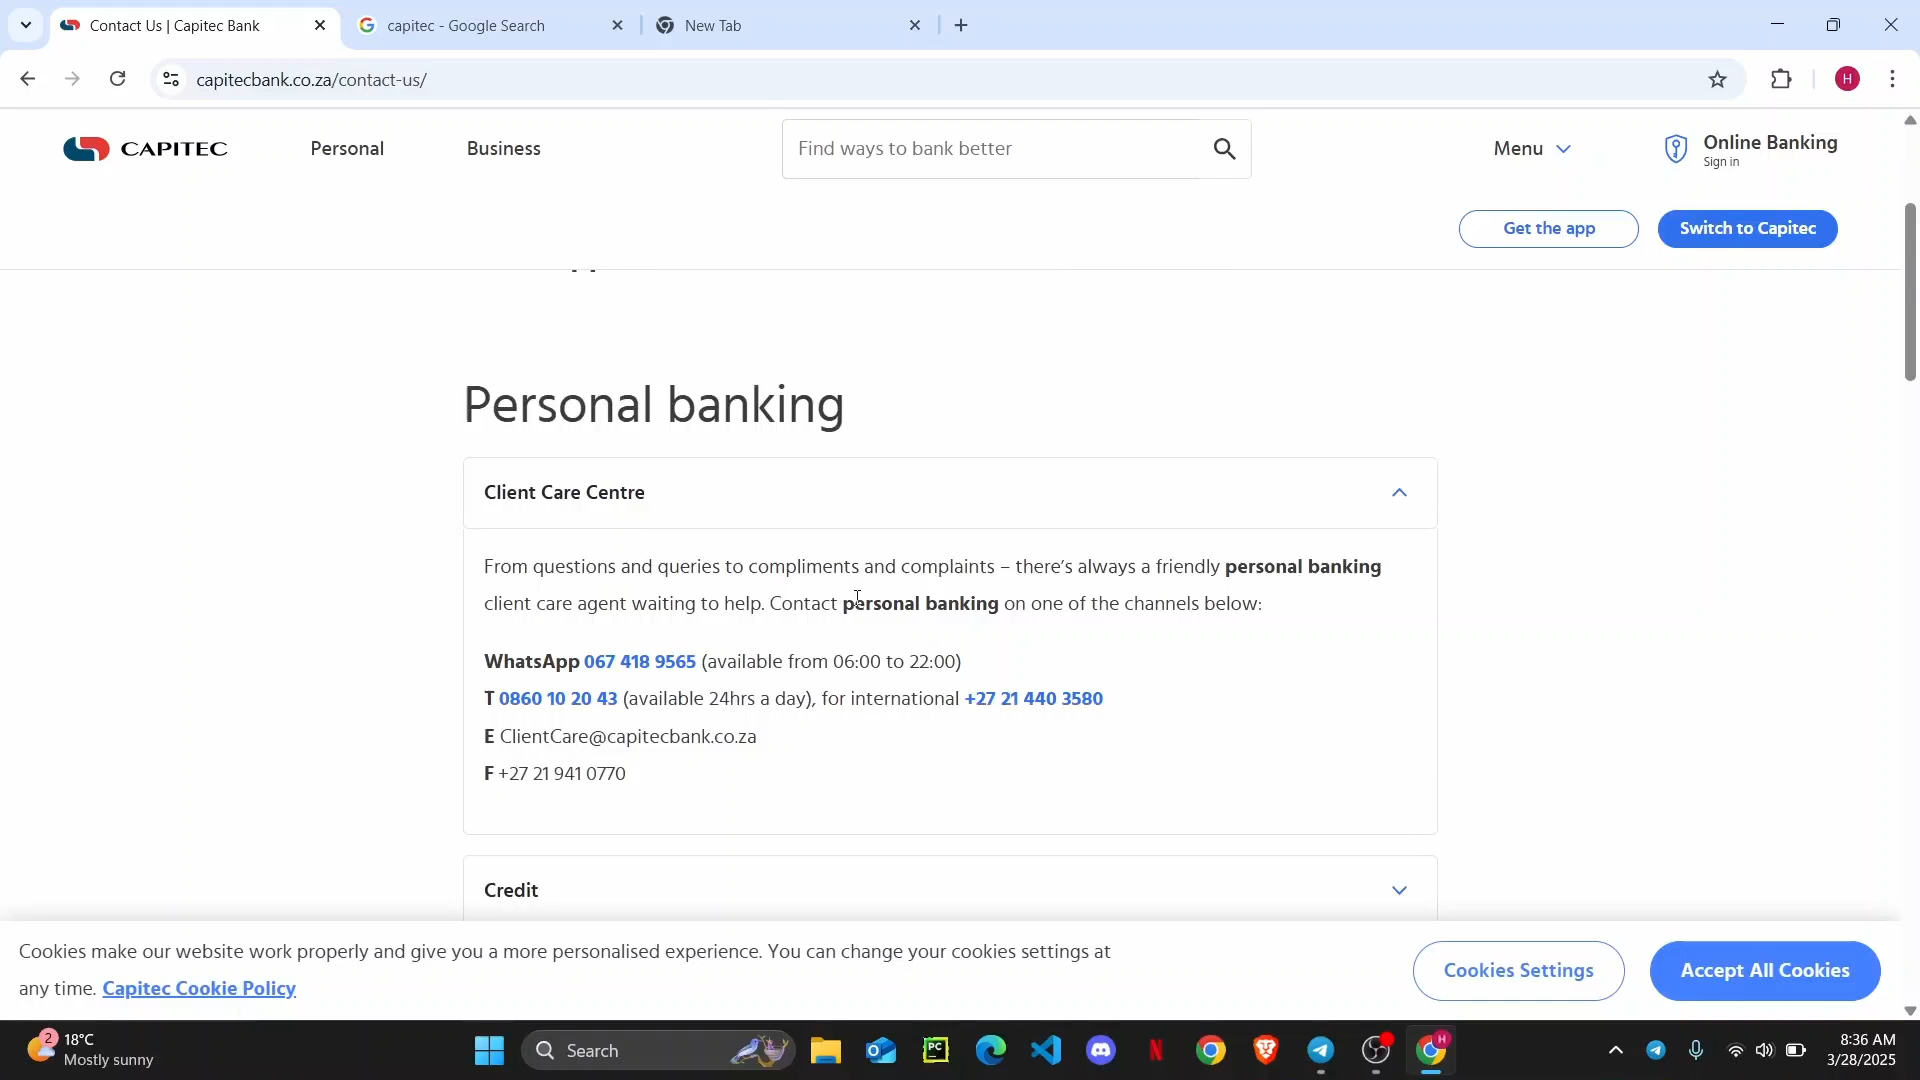 Contact Us | Capitec Bank
capitec - Google Search
New Tab
capitecbank.co.za/contact-us/
H
CAPITEC
Personal
Business
Find ways to bank better
Menu
Online Banking
Sign in
Get the app
Switch to Capitec
Personal banking
Client Care Centre
From questions and queries to compliments and complaints – there's always a friendly personal banking
client care agent waiting to help. Contact personal banking on one of the channels below:
WhatsApp 067 418 9565 (available from 06:00 to 22:00)
T 0860 10 20 43 (available 24hrs a day), for international +27 21 440 3580
E ClientCare@capitecbank.co.za
F +27 21 941 0770
Credit
Cookies make our website work properly and give you a more personalised experience. You can change your cookies settings at
any time. Capitec Cookie Policy
Cookies Settings
Accept All Cookies
2
18°C
Mostly sunny
Search
PC
N
H
8:36 AM
3/28/2025